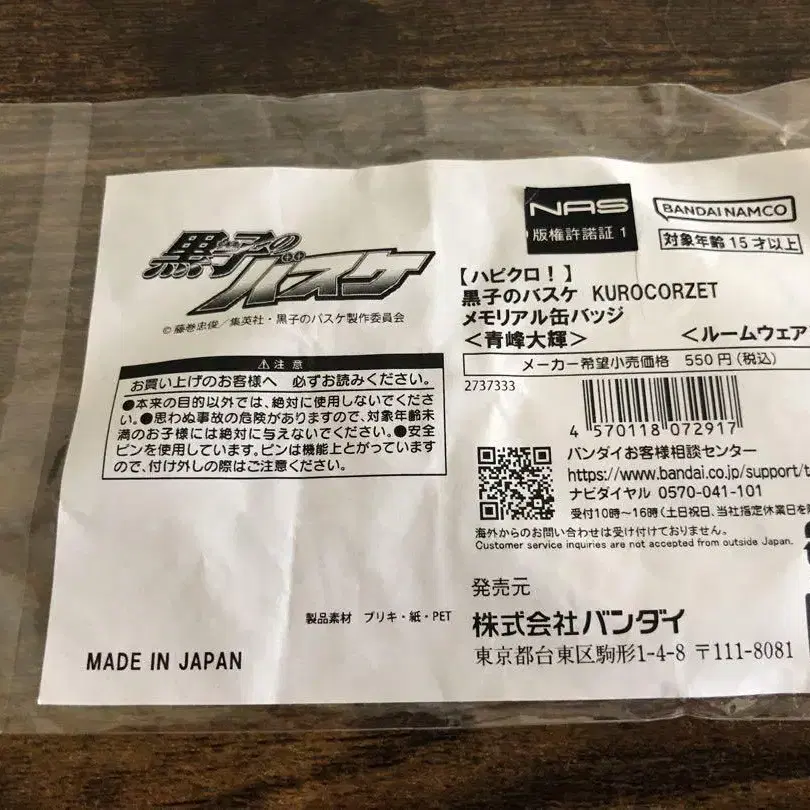 黒子の
バスケ
© 藤巻忠俊／集英社・黒子のバスケ製作委員会
⚠注 意
お買い上げのお客様へ　必ずお読みください。
●本来の目的以外では、絶対に使用しないでくださ
い。●思わぬ事故の危険がありますので、対象年齢未
満のお子様には絶対に与えないでください。●安全
ピンを使用しています。ピンは機能上とがっています
ので、付け外しの際はご注意ください。
製品素材　ブリキ・紙・PET
MADE IN JAPAN
NAS
版権許諾証 1
BANDAI NAMCO
対象年齢 15 才以上
【ハピクロ！】
黒子のバスケ KUROCORZET
メモリアル缶バッジ
＜青峰大輝＞　＜ルームウェア
メーカー希望小売価格　550円（税込）
2737333
4 570118 072917
バンダイお客様相談センター
https://www.bandai.co.jp/support/
ナビダイヤル 0570-041-101
受付10時～16時（土日祝日、当社指定休業日を
海外からのお問い合わせは受け付けておりません。
Customer service inquiries are not accepted from outside Japan.
発売元
株式会社バンダイ
東京都台東区駒形1-4-8 〒111-8081